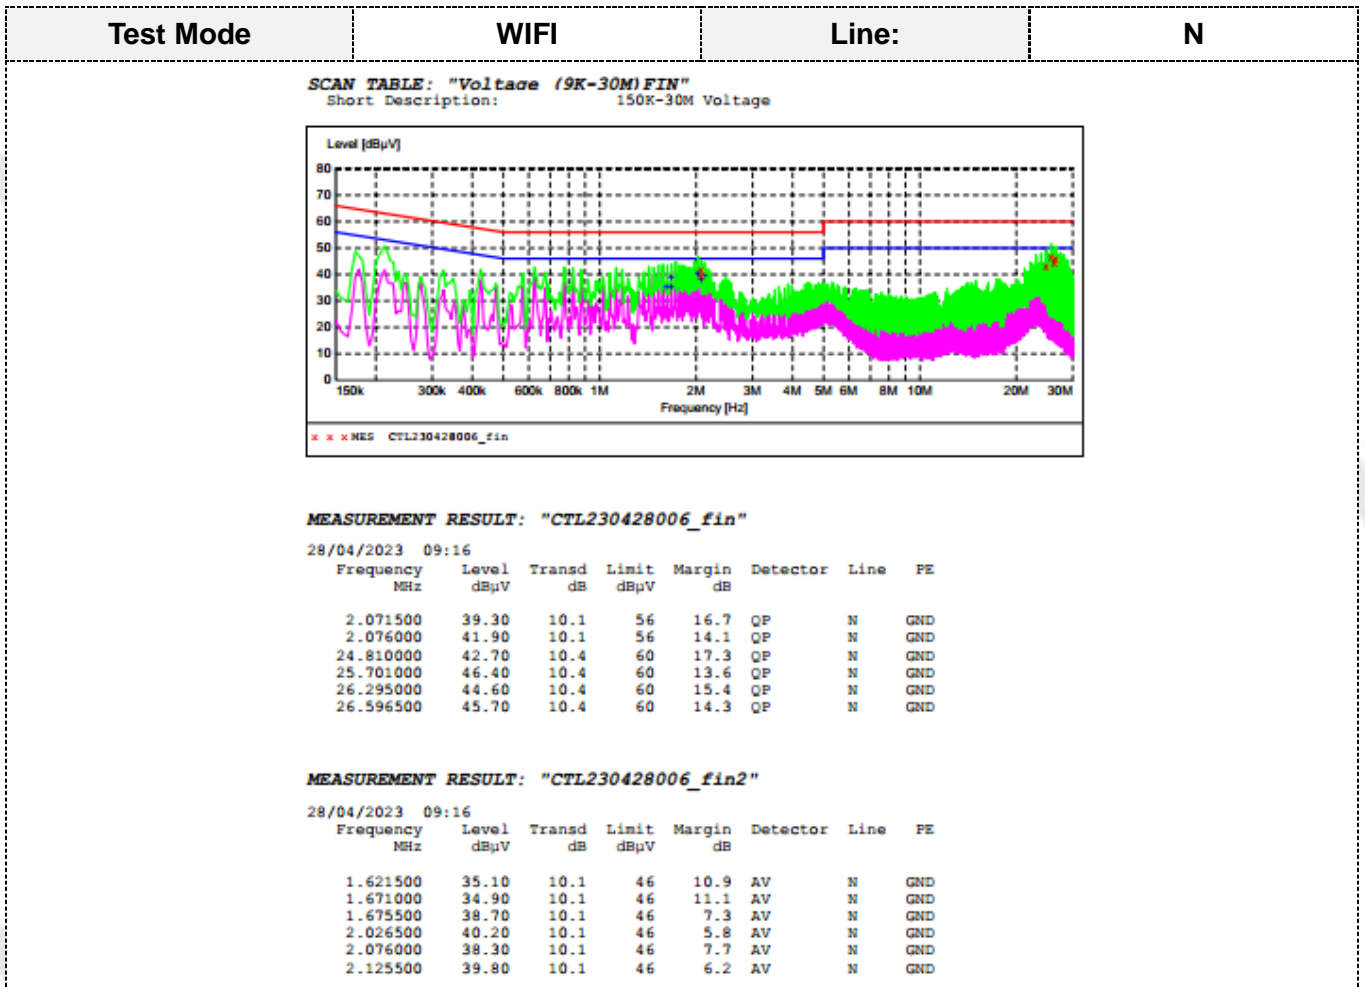 Test Mode WIFI Line: N
SCAN TABLE: "Voltage (9K-30M)FIN"
Short Description: 150K-30M Voltage
Level [dBµV]
80
70
60
50
40
30
20
10
0
150k 300k 400k 600k 800k 1M 2M 3M 4M 5M 6M 8M 10M 20M 30M
Frequency [Hz]
x x x MES CTL230428006_fin
MEASUREMENT RESULT: "CTL230428006_fin"
28/04/2023 09:16
Frequency Level Transd Limit Margin Detector Line PE
MHz dBµV dB dBµV dB
2.071500 39.30 10.1 56 16.7 QP N GND
2.076000 41.90 10.1 56 14.1 QP N GND
24.810000 42.70 10.4 60 17.3 QP N GND
25.701000 46.40 10.4 60 13.6 QP N GND
26.295000 44.60 10.4 60 15.4 QP N GND
26.596500 45.70 10.4 60 14.3 QP N GND
MEASUREMENT RESULT: "CTL230428006_fin2"
28/04/2023 09:16
Frequency Level Transd Limit Margin Detector Line PE
MHz dBµV dB dBµV dB
1.621500 35.10 10.1 46 10.9 AV N GND
1.671000 34.90 10.1 46 11.1 AV N GND
1.675500 38.70 10.1 46 7.3 AV N GND
2.026500 40.20 10.1 46 5.8 AV N GND
2.076000 38.30 10.1 46 7.7 AV N GND
2.125500 39.80 10.1 46 6.2 AV N GND